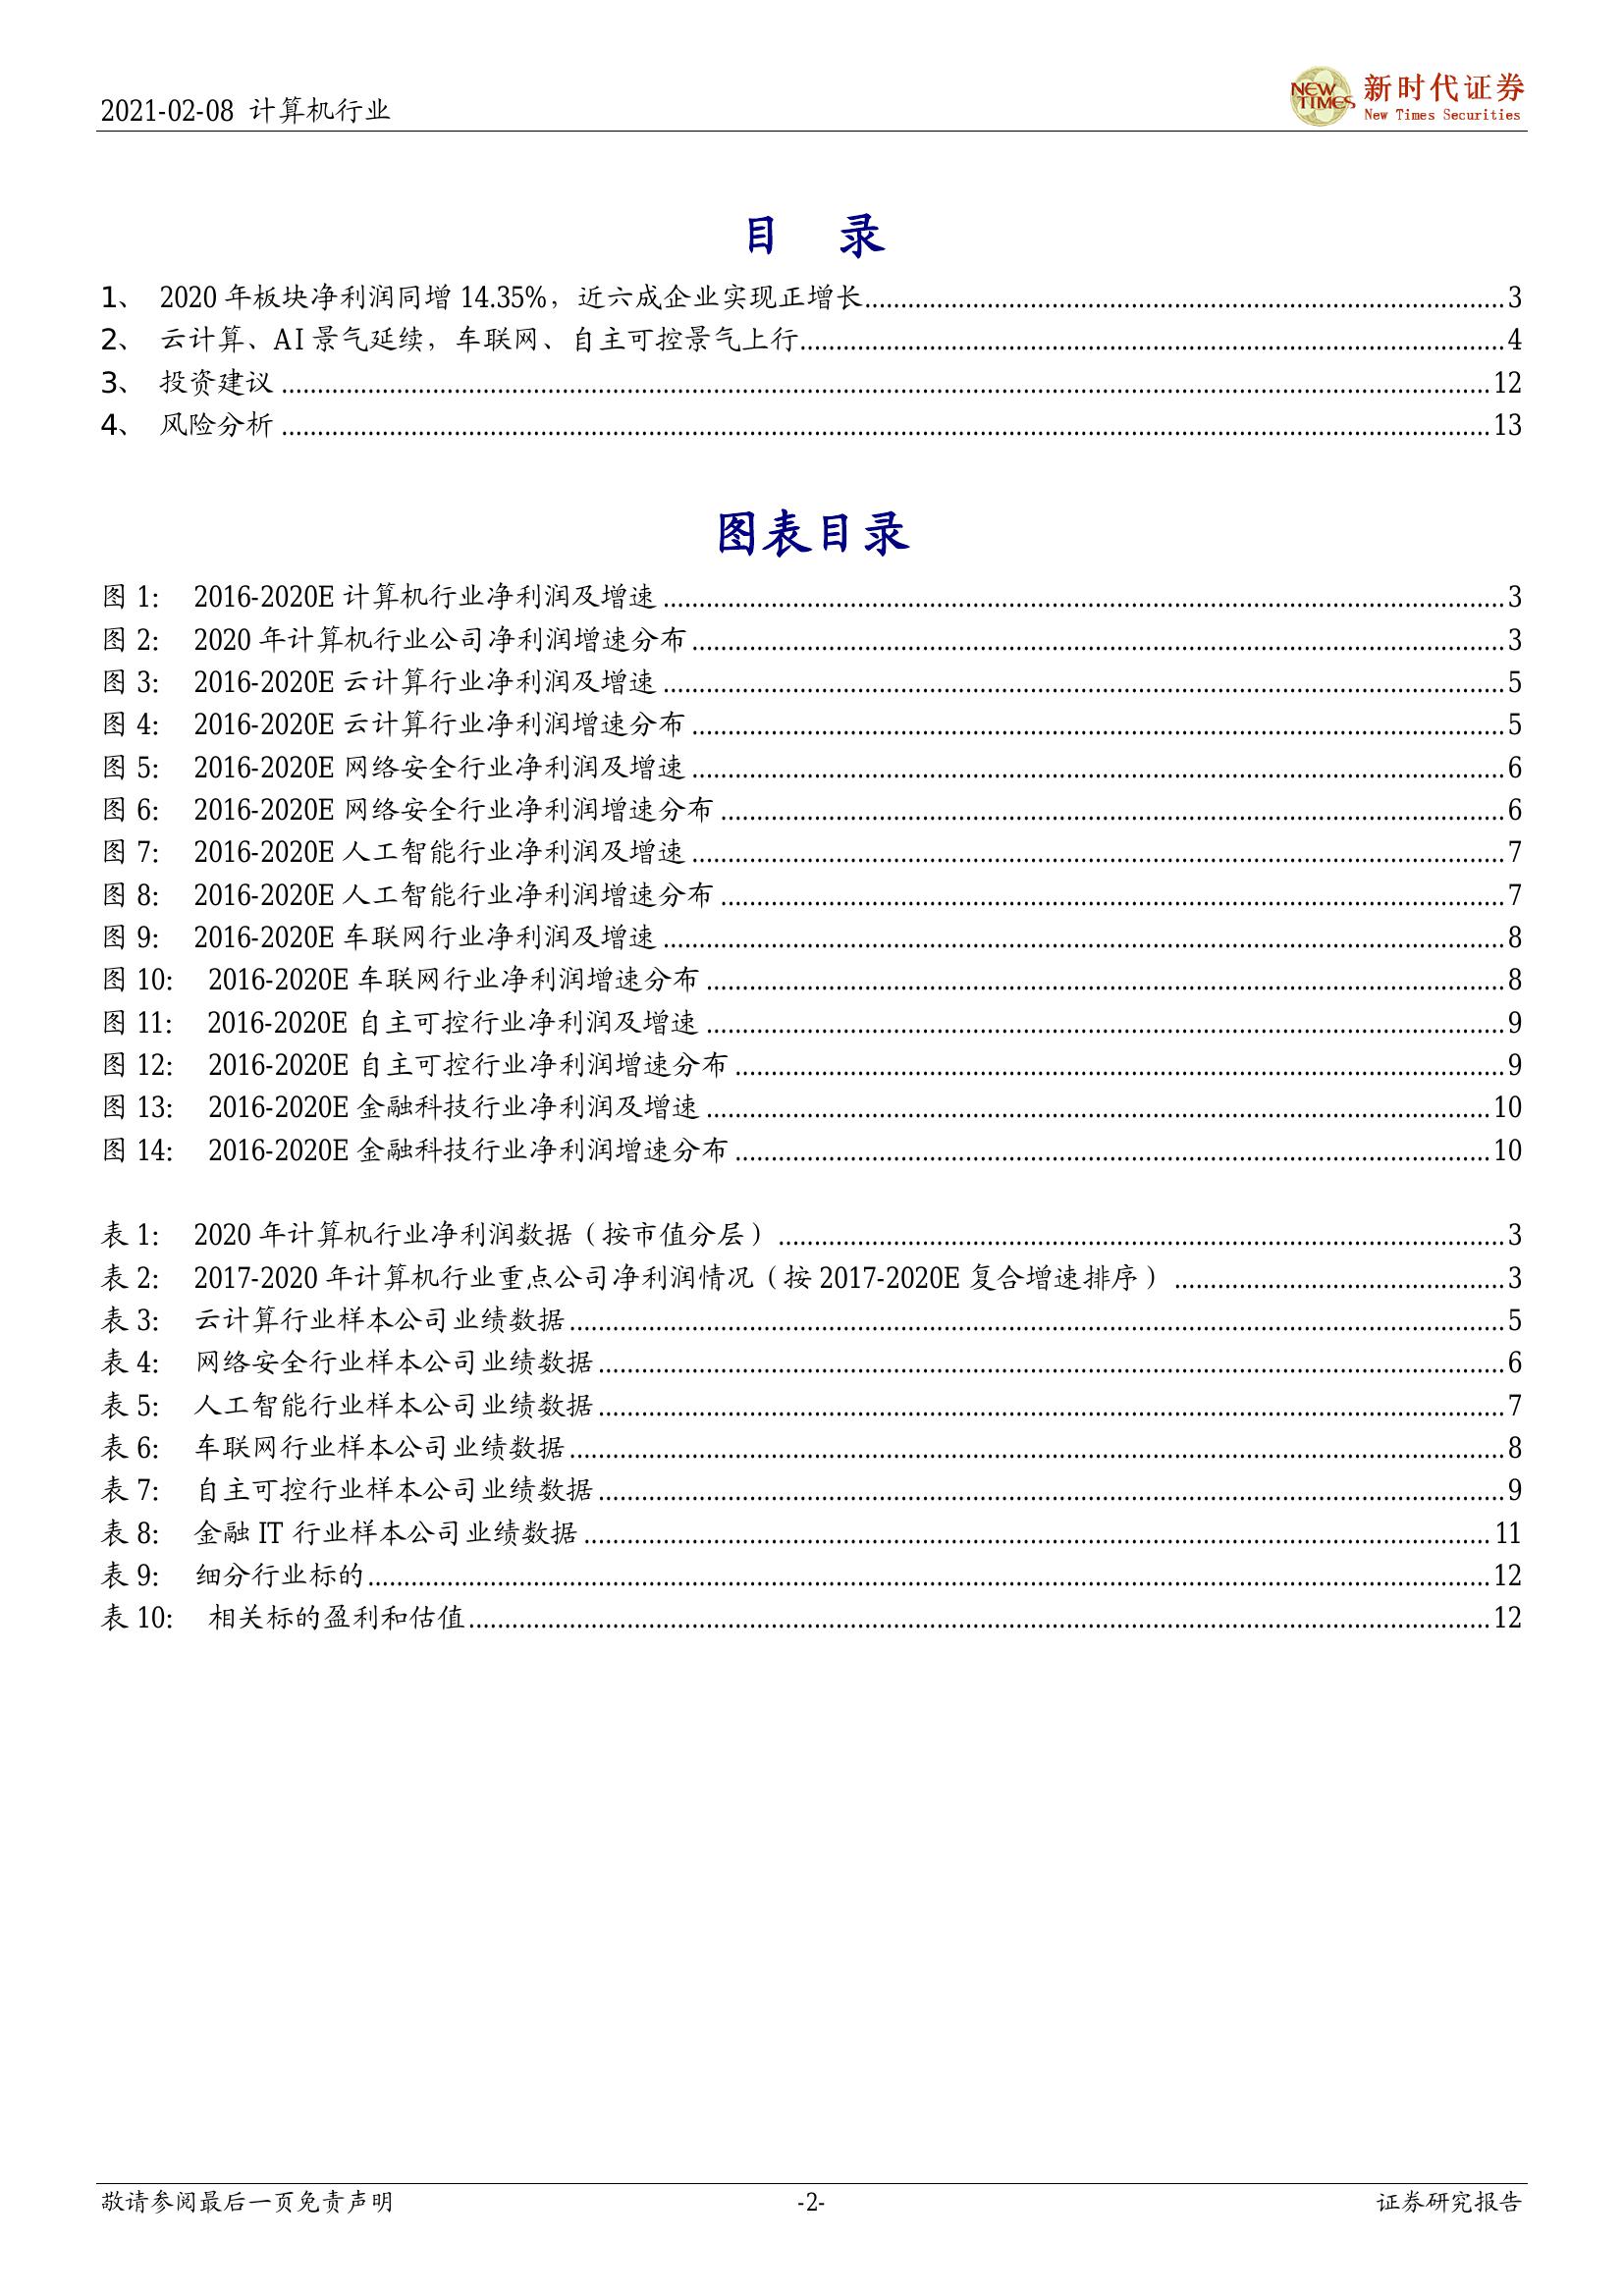 2021-02-08 计算机行业
NEW TIMES 新时代证券
New Times Securities
目 录
1、 2020 年板块净利润同增 14.35%，近六成企业实现正增长 3
2、 云计算、AI 景气延续，车联网、自主可控景气上行 4
3、 投资建议 12
4、 风险分析 13
图表目录
图 1: 2016-2020E 计算机行业净利润及增速 3
图 2: 2020 年计算机行业公司净利润增速分布 3
图 3: 2016-2020E 云计算行业净利润及增速 5
图 4: 2016-2020E 云计算行业净利润增速分布 5
图 5: 2016-2020E 网络安全行业净利润及增速 6
图 6: 2016-2020E 网络安全行业净利润增速分布 6
图 7: 2016-2020E 人工智能行业净利润及增速 7
图 8: 2016-2020E 人工智能行业净利润增速分布 7
图 9: 2016-2020E 车联网行业净利润及增速 8
图 10: 2016-2020E 车联网行业净利润增速分布 8
图 11: 2016-2020E 自主可控行业净利润及增速 9
图 12: 2016-2020E 自主可控行业净利润增速分布 9
图 13: 2016-2020E 金融科技行业净利润及增速 10
图 14: 2016-2020E 金融科技行业净利润增速分布 10
表 1: 2020 年计算机行业净利润数据（按市值分层） 3
表 2: 2017-2020 年计算机行业重点公司净利润情况（按 2017-2020E 复合增速排序） 3
表 3: 云计算行业样本公司业绩数据 5
表 4: 网络安全行业样本公司业绩数据 6
表 5: 人工智能行业样本公司业绩数据 7
表 6: 车联网行业样本公司业绩数据 8
表 7: 自主可控行业样本公司业绩数据 9
表 8: 金融 IT 行业样本公司业绩数据 11
表 9: 细分行业标的 12
表 10: 相关标的盈利和估值 12
敬请参阅最后一页免责声明 -2- 证券研究报告